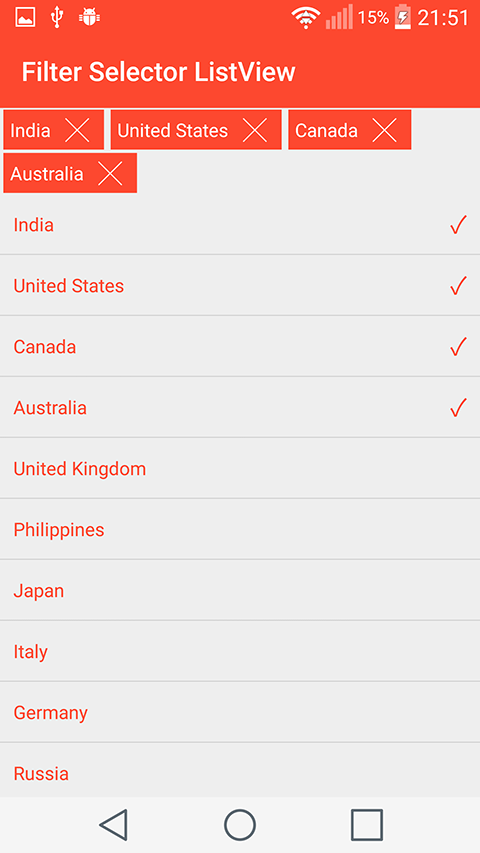 15% 21:51
Filter Selector ListView
India United States Canada
Australia
India
United States
Canada
Australia
United Kingdom
Philippines
Japan
Italy
Germany
Russia